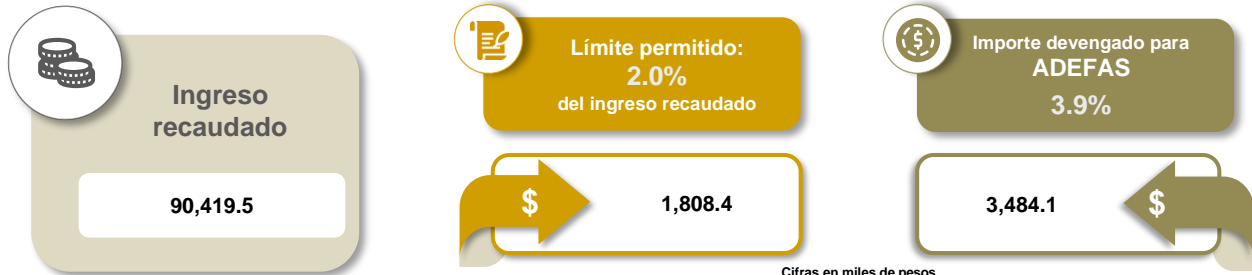 Ingreso
recaudado
90,419.5
Límite permitido:
2.0%
del ingreso recaudado
$
1,808.4
Importe devengado para
ADEFAS
3.9%
3,484.1
$
Cifras en miles de pesos